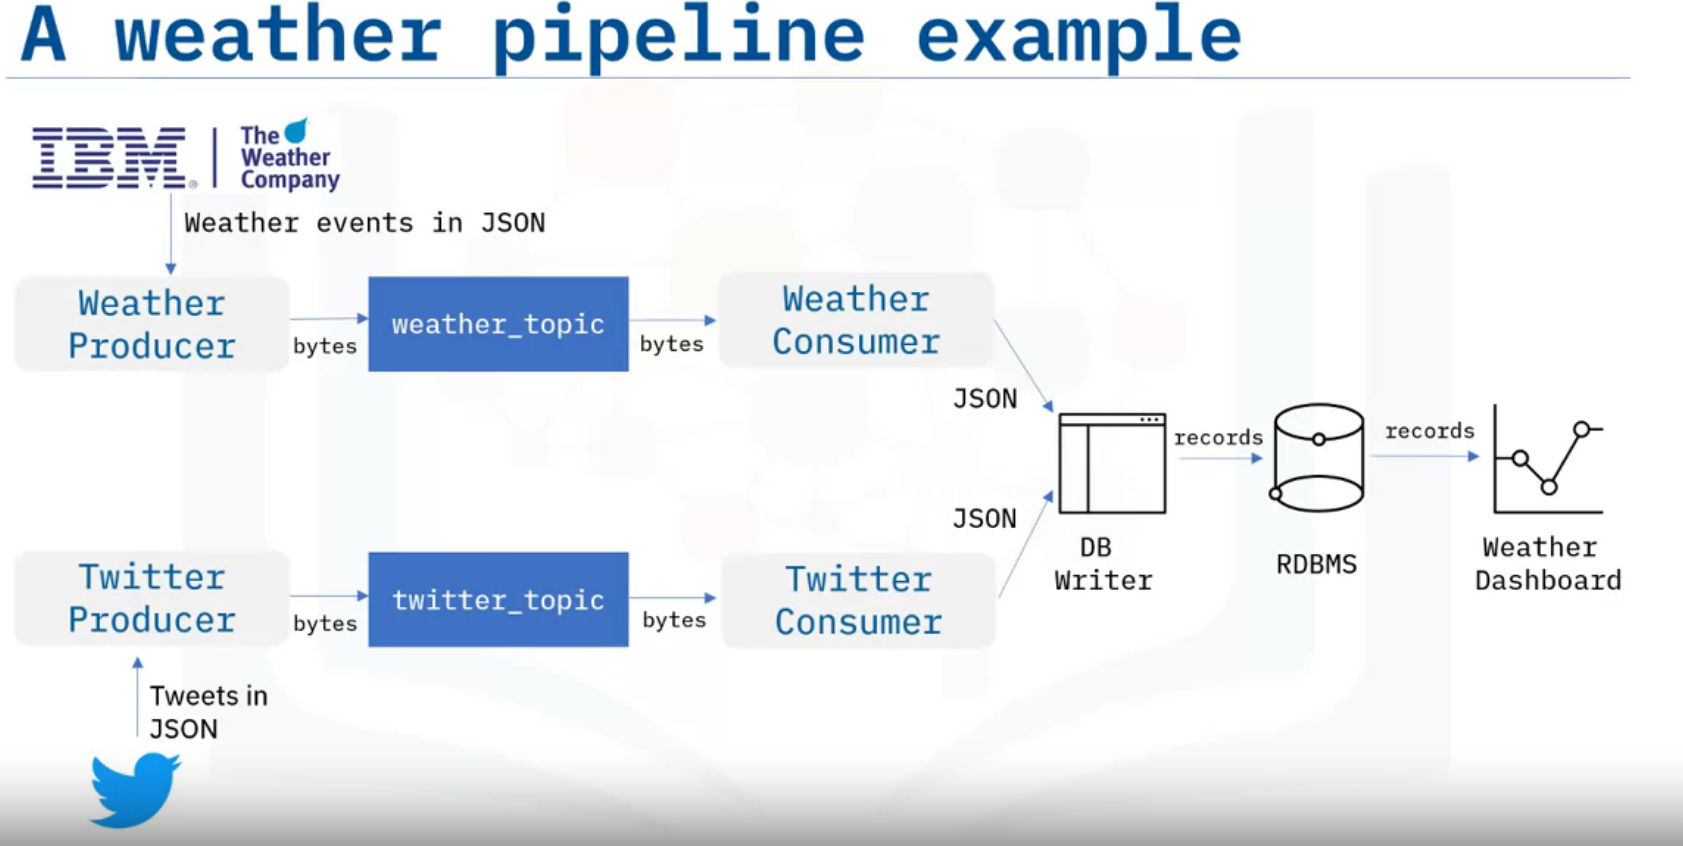 A weather pipeline example
IBM®
The
Weather
Company
Weather events in JSON
Weather
Producer
bytes
weather_topic
bytes
Weather
Consumer
JSON
JSON
DB
Writer
records
RDBMS
records
Weather
Dashboard
Twitter
Producer
bytes
twitter_topic
bytes
Twitter
Consumer
Tweets in
JSON